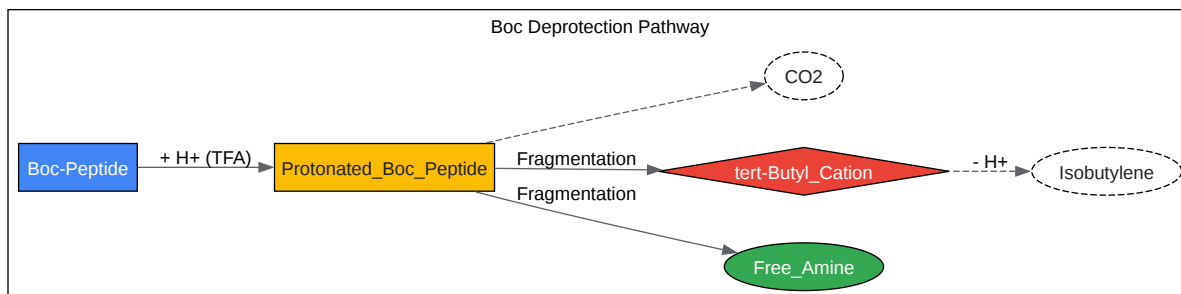 Boc Deprotection Pathway
CO2
Boc-Peptide
+ H+ (TFA)
Protonated_Boc_Peptide
Fragmentation
tert-Butyl_Cation
- H+
Isobutylene
Fragmentation
Free_Amine